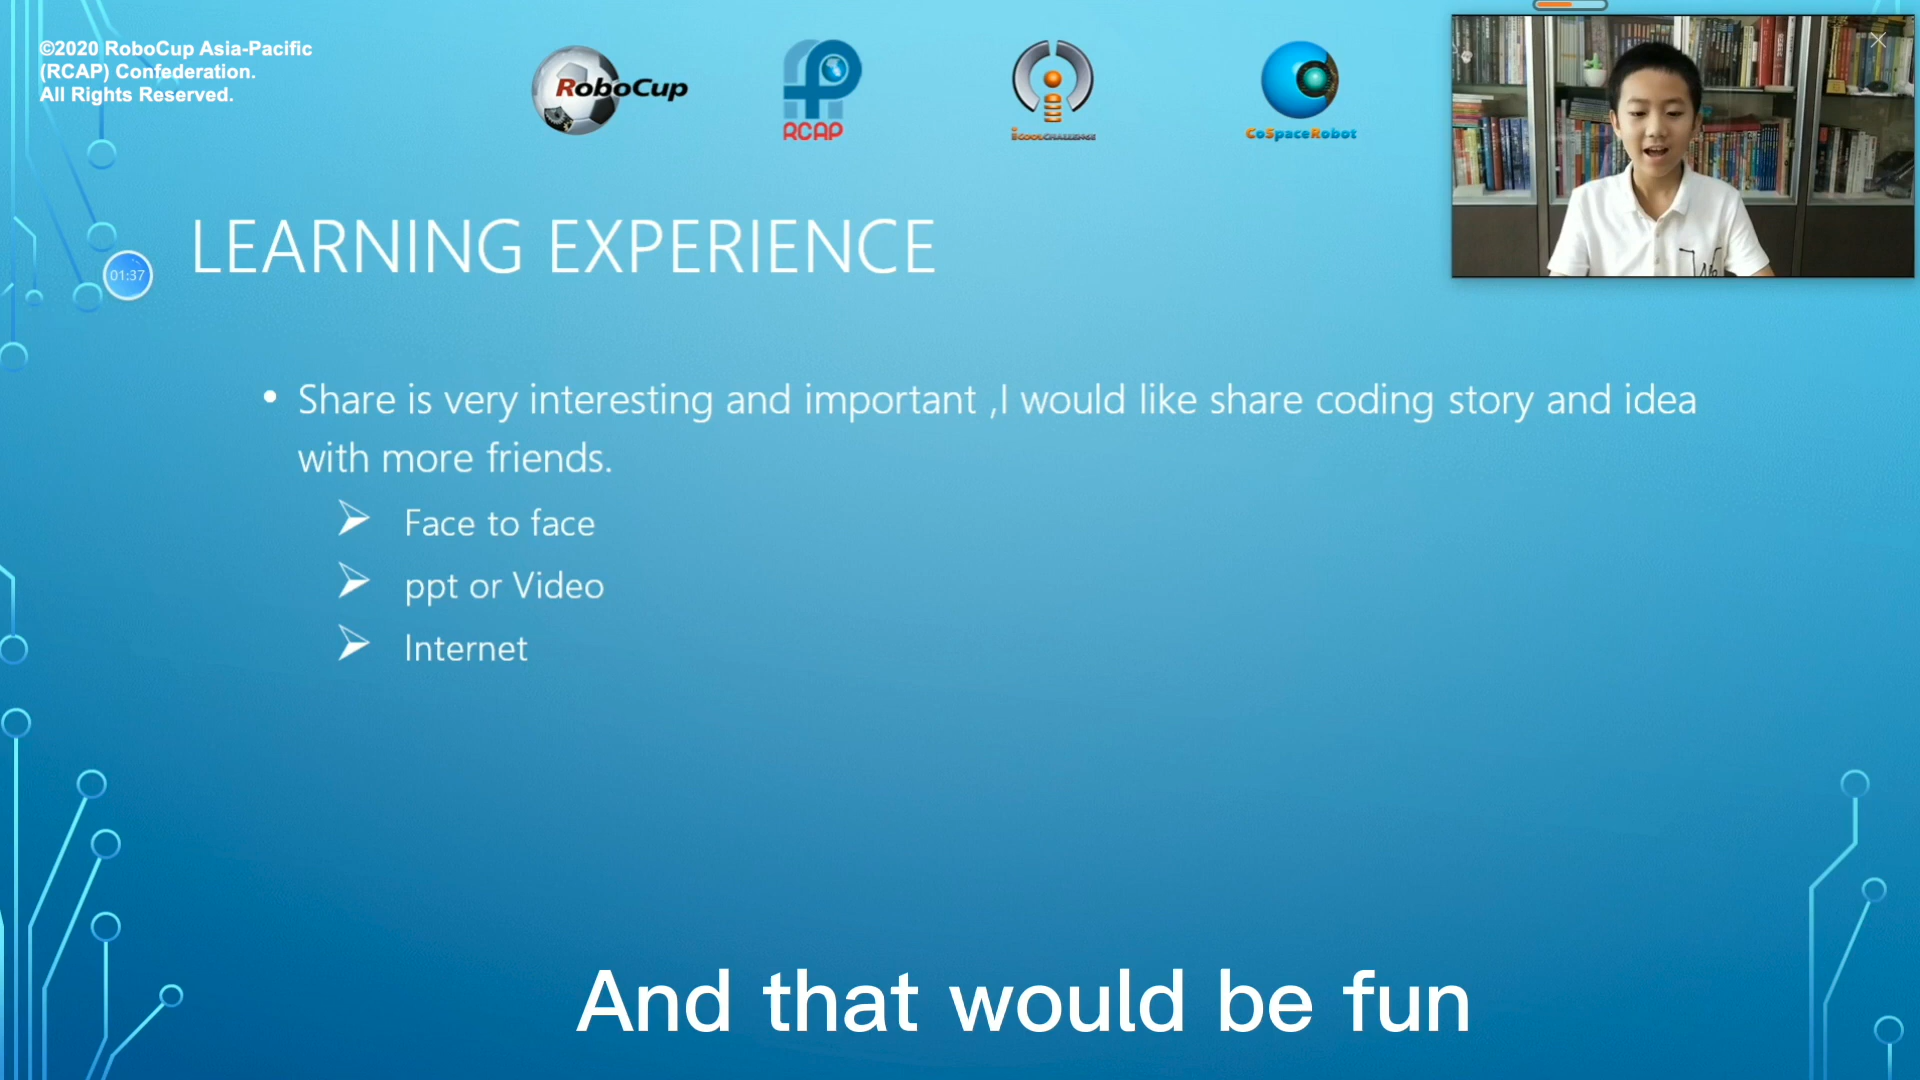 ©2020 RoboCup Asia-Pacific
(RCAP) Confederation.
All Rights Reserved.
RoboCup
RCAP
iCOOLCHALLENGE
CoSpaceRobot
LEARNING EXPERIENCE
01:37
• Share is very interesting and important ,I would like share coding story and idea
with more friends.
Face to face
ppt or Video
Internet
And that would be fun